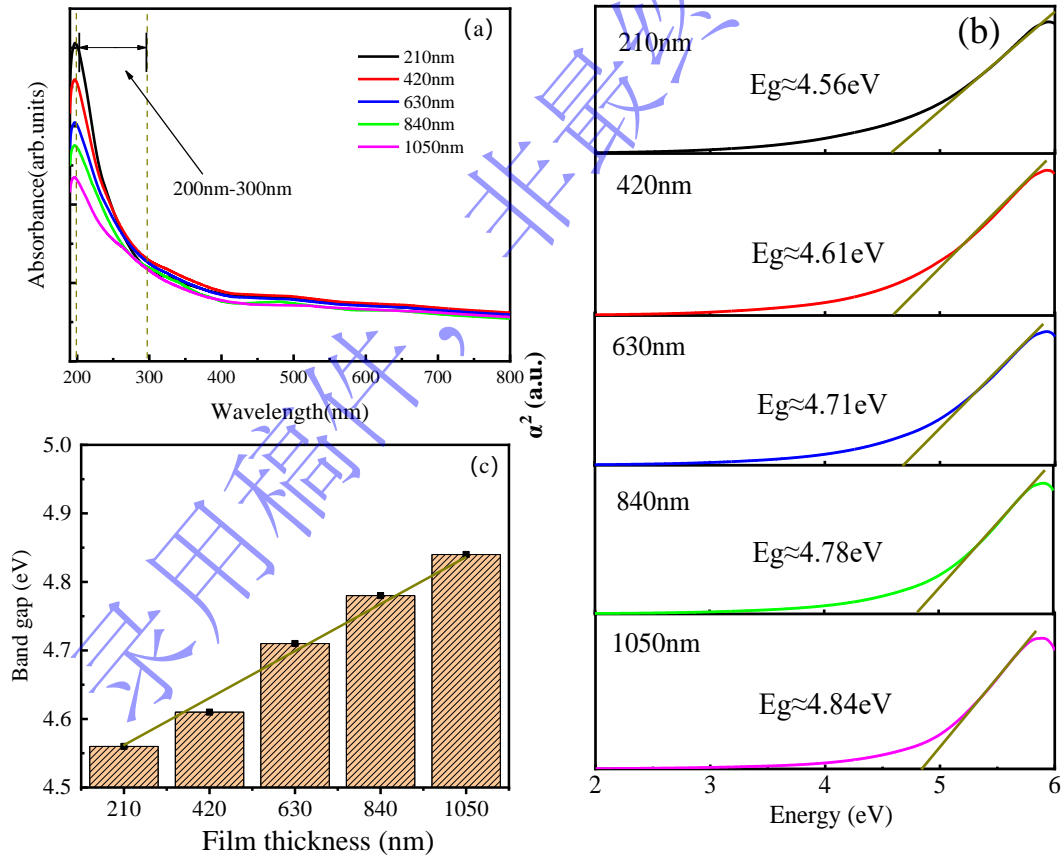 (a)
210nm
420nm
630nm
840nm
1050nm
200nm-300nm
Absorbance(arb.units)
200 300 400 500 600 700 800
Wavelength(nm)
(b)
210nm
Eg≈4.56eV
420nm
Eg≈4.61eV
630nm
Eg≈4.71eV
840nm
Eg≈4.78eV
1050nm
Eg≈4.84eV
α² (a.u.)
2 3 4 5 6
Energy (eV)
(c)
5.0
4.9
4.8
4.7
4.6
4.5
Band gap (eV)
210 420 630 840 1050
Film thickness (nm)
录用稿件，非最终